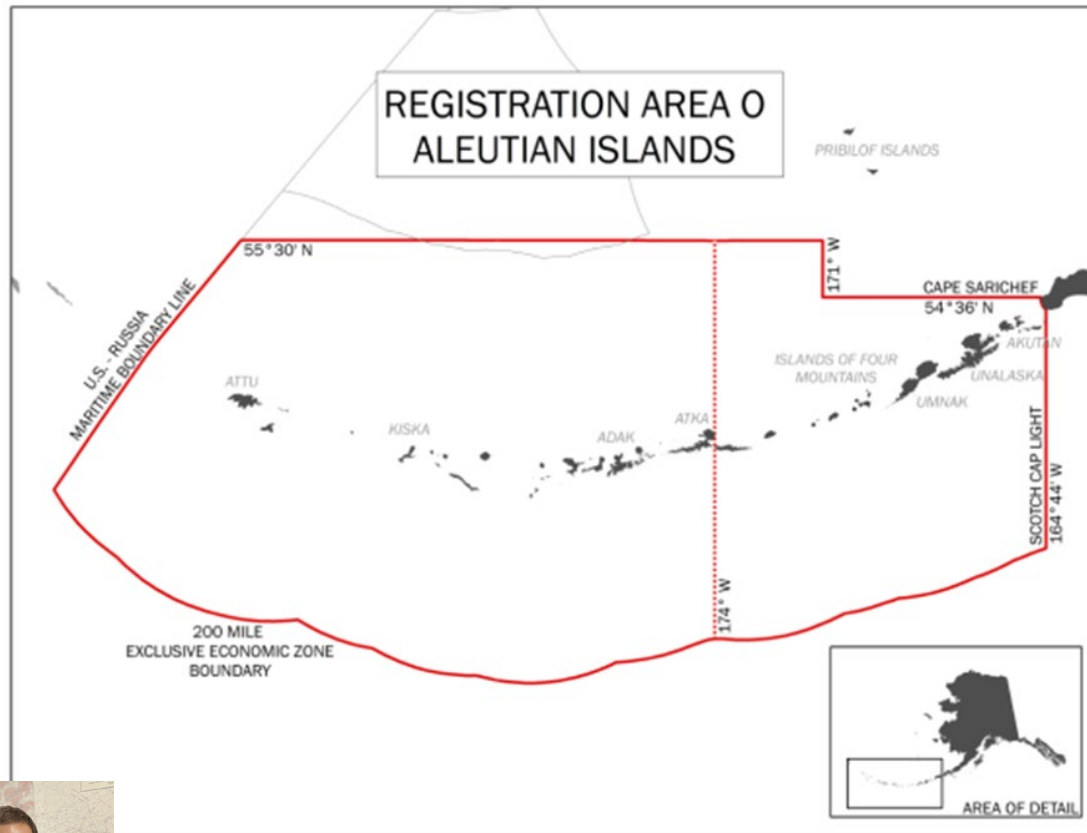 REGISTRATION AREA O
ALEUTIAN ISLANDS
PRIBILOF ISLANDS
55°30' N
171° W
CAPE SARICHEF
54°36' N
U.S. - RUSSIA
MARITIME BOUNDARY LINE
ISLANDS OF FOUR
MOUNTAINS
AKUTAN
UNALASKA
UMNAK
ATTU
KISKA
ADAK
ATKA
SCOTCH CAP LIGHT
164°44' W
174° W
200 MILE
EXCLUSIVE ECONOMIC ZONE
BOUNDARY
AREA OF DETAIL